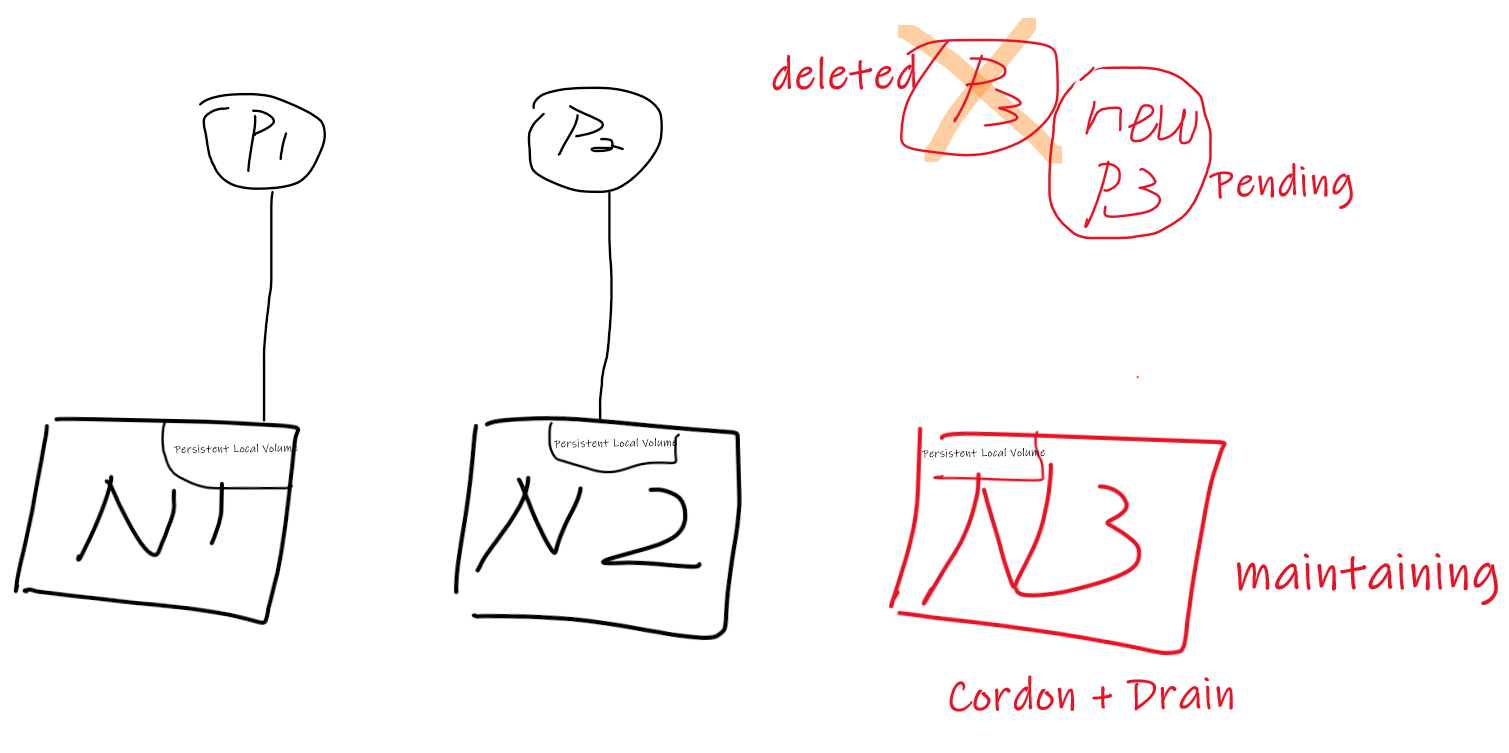 deleted
P3
new
P3
Pending
P1
P2
Persistent Local Volume
N1
Persistent Local Volume
N2
Persistent Local Volume
N3
maintaining
Cordon + Drain